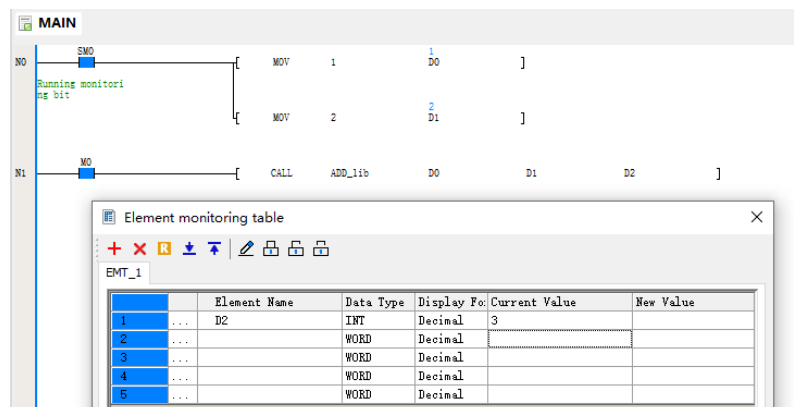 MAIN
N0 SM0 [ MOV 1 1 D0 ]
Running monitori
ng bit
[ MOV 2 2 D1 ]
N1 M0 [ CALL ADD_lib D0 D1 D2 ]
Element monitoring table
EMT_1
Element Name Data Type Display Fo: Current Value New Value
1 ... D2 INT Decimal 3
2 ... WORD Decimal
3 ... WORD Decimal
4 ... WORD Decimal
5 ... WORD Decimal